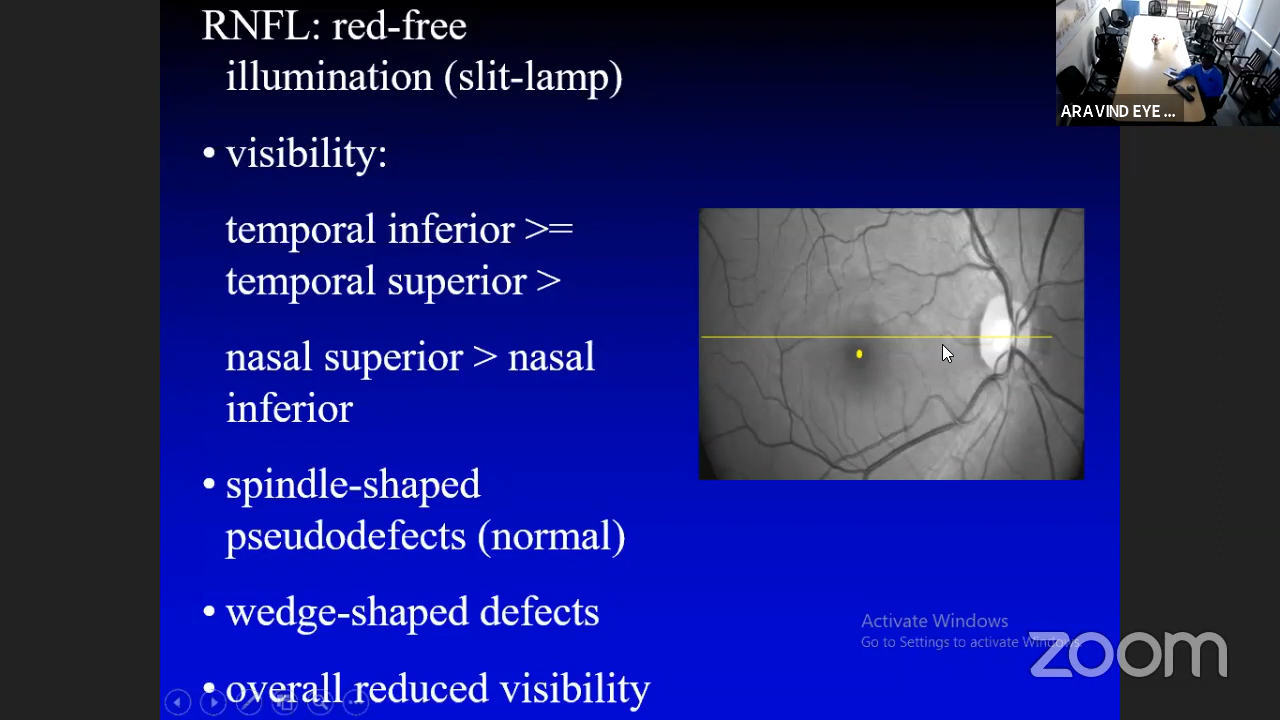 RNFL: red-free
illumination (slit-lamp)
• visibility:
temporal inferior >=
temporal superior >
nasal superior > nasal
inferior
• spindle-shaped
pseudodefects (normal)
• wedge-shaped defects
• overall reduced visibility
ARAVIND EYE ...
Activate Windows
Go to Settings to activate Windows.
zoom